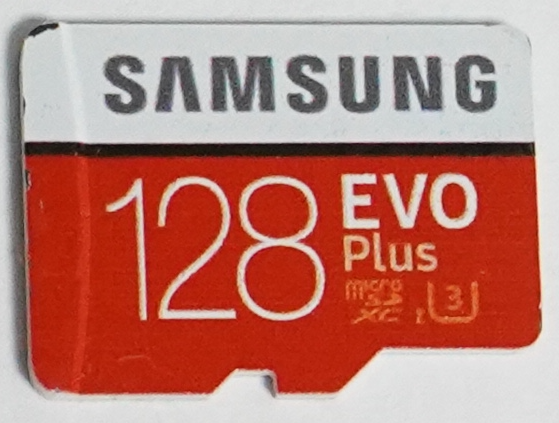 SAMSUNG
128 EVO
Plus
micro
SD
XC I 3